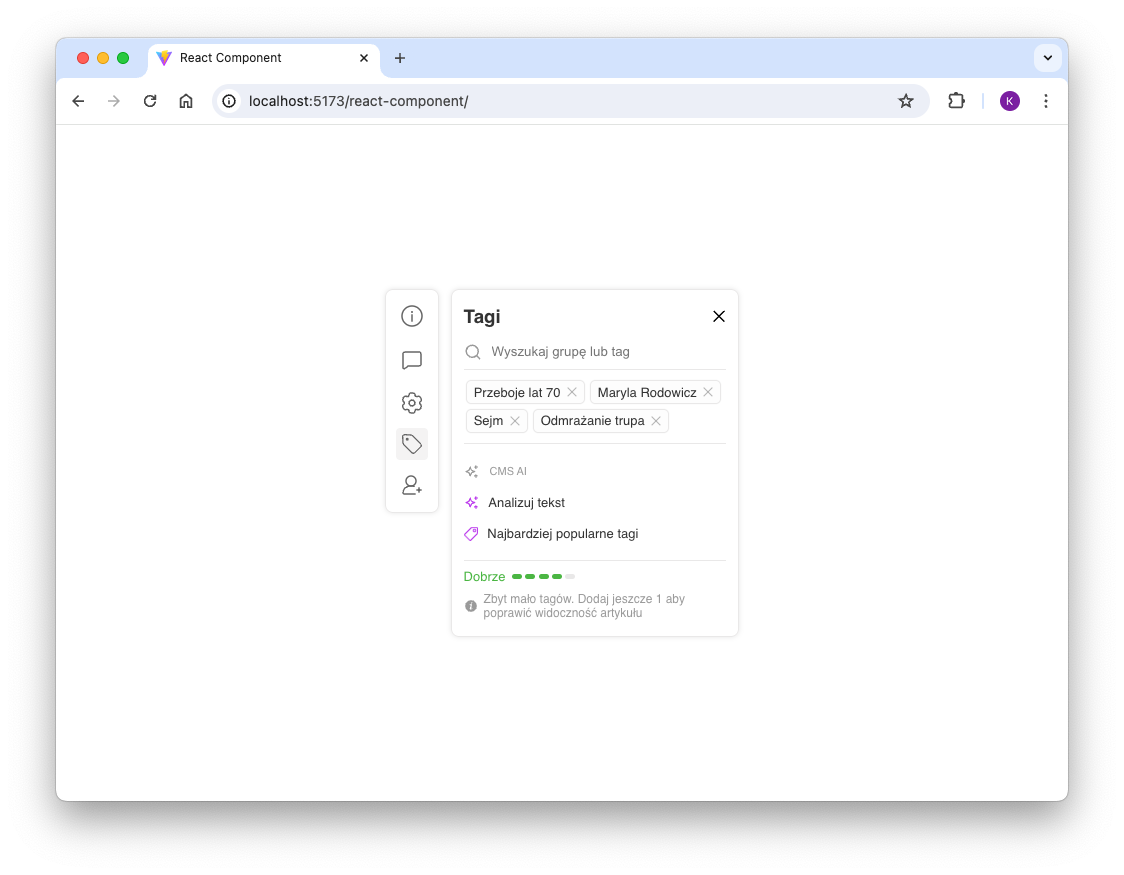 React Component
localhost:5173/react-component/
K
Tagi
Wyszukaj grupę lub tag
Przeboje lat 70
Maryla Rodowicz
Sejm
Odmrażanie trupa
CMS AI
Analizuj tekst
Najbardziej popularne tagi
Dobrze
Zbyt mało tagów. Dodaj jeszcze 1 aby
poprawić widoczność artykułu